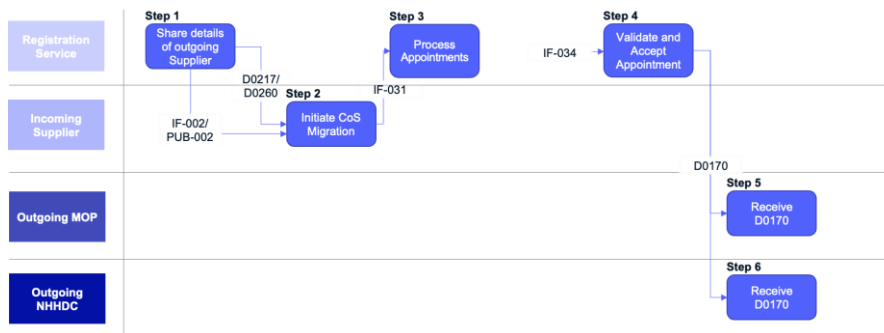 Step 1
Step 3
Step 4
Registration
Service
Share details
of outgoing
Supplier
Process
Appointments
IF-034
Validate and
Accept
Appointment
D0217/
D0260
Step 2
IF-031
Incoming
Supplier
IF-002/
PUB-002
Initiate CoS
Migration
D0170
Step 5
Outgoing MOP
Receive
D0170
Step 6
Outgoing
NHHDC
Receive
D0170